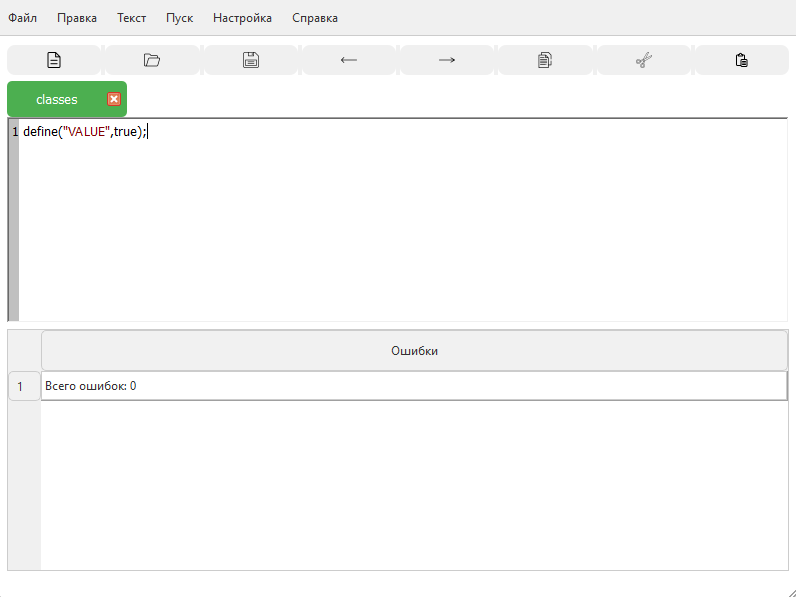 Файл Правка Текст Пуск Настройка Справка
classes
1 define("VALUE",true);
Ошибки
1 Всего ошибок: 0